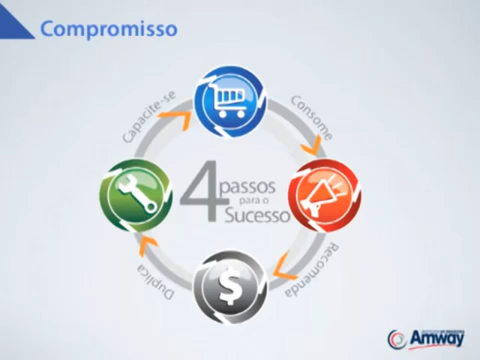 Compromisso
Capacite-se
Consome
4 passos
para o
Sucesso
$
Duplica
Recomenda
Amway